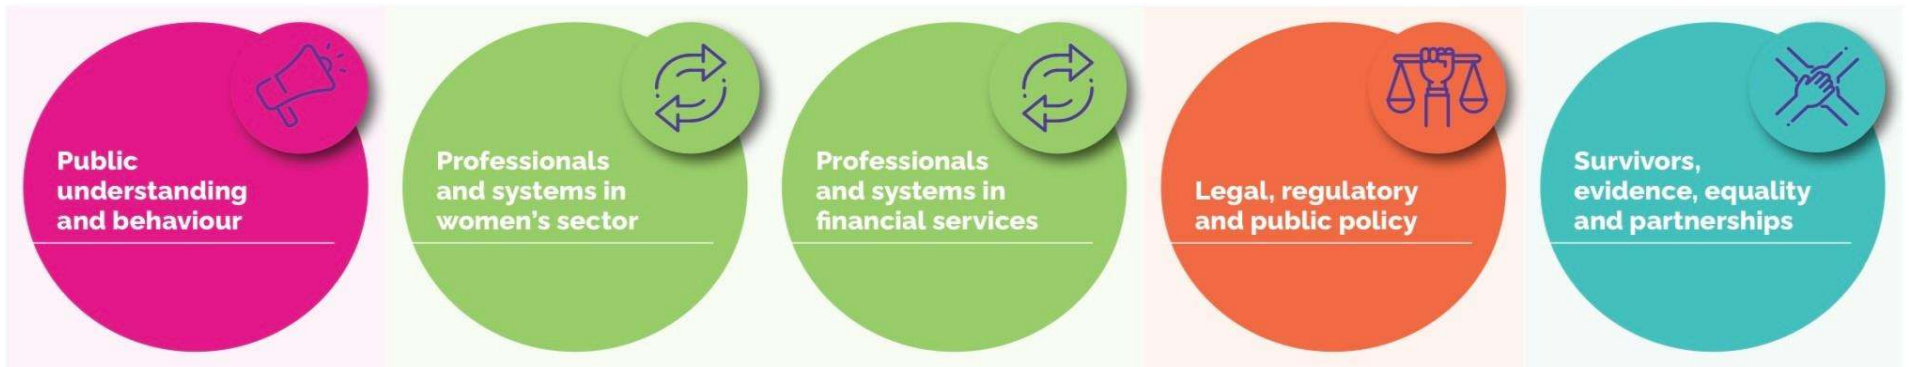 Public
understanding
and behaviour
Professionals
and systems in
women’s sector
Professionals
and systems in
financial services
Legal, regulatory
and public policy
Survivors,
evidence, equality
and partnerships